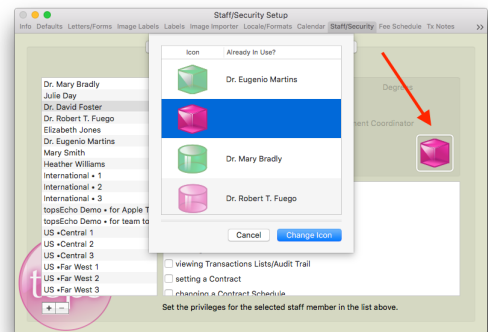 Staff/Security Setup
Info Defaults Letters/Forms Image Labels Labels Image Importer Locale/Formats Calendar Staff/Security Fee Schedule Tx Notes >>
Icon Already In Use?
Dr. Eugenio Martins
Dr. Mary Bradly
Dr. Robert T. Fuego
Cancel Change Icon
Degrees
ment Coordinator
Dr. Mary Bradly
Julie Day
Dr. David Foster
Dr. Robert T. Fuego
Elizabeth Jones
Dr. Eugenio Martins
Mary Smith
Heather Williams
International • 1
International • 2
International • 3
topsEcho Demo • for Apple T
topsEcho Demo • for team to
US •Central 1
US •Central 2
US •Central 3
US •Far West 1
US •Far West 2
US •Far West 3
+ −
tops
viewing Transactions Lists/Audit Trail
setting a Contract
changing a Contract Schedule
Set the privileges for the selected staff member in the list above.